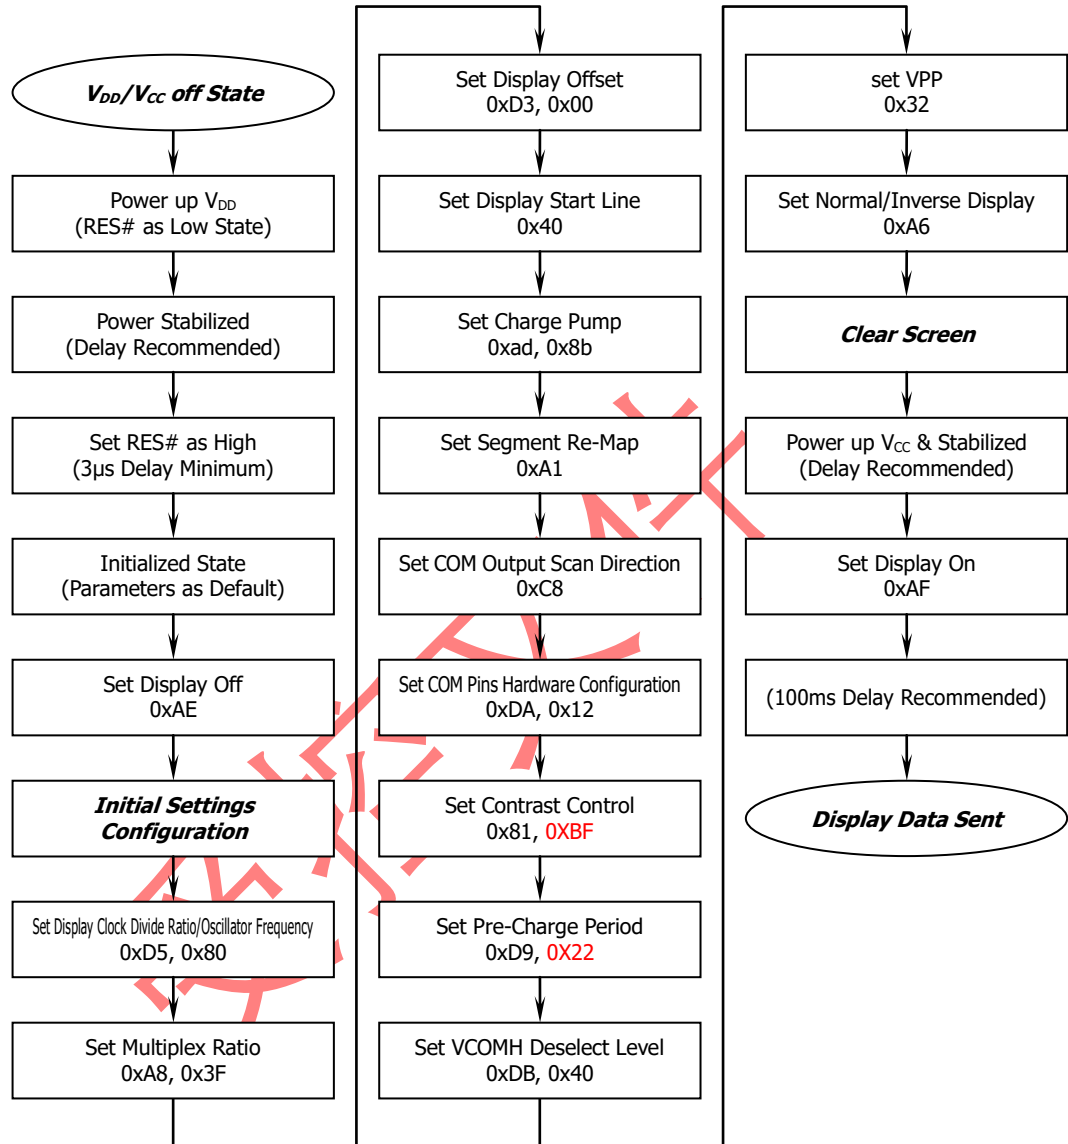 V_DD/V_CC off State
Power up V_DD
(RES# as Low State)
Power Stabilized
(Delay Recommended)
Set RES# as High
(3μs Delay Minimum)
Initialized State
(Parameters as Default)
Set Display Off
0xAE
Initial Settings
Configuration
Set Display Clock Divide Ratio/Oscillator Frequency
0xD5, 0x80
Set Multiplex Ratio
0xA8, 0x3F
Set Display Offset
0xD3, 0x00
Set Display Start Line
0x40
Set Charge Pump
0xad, 0x8b
Set Segment Re-Map
0xA1
Set COM Output Scan Direction
0xC8
Set COM Pins Hardware Configuration
0xDA, 0x12
Set Contrast Control
0x81, 0XBF
Set Pre-Charge Period
0xD9, 0X22
Set VCOMH Deselect Level
0xDB, 0x40
set VPP
0x32
Set Normal/Inverse Display
0xA6
Clear Screen
Power up V_CC & Stabilized
(Delay Recommended)
Set Display On
0xAF
(100ms Delay Recommended)
Display Data Sent